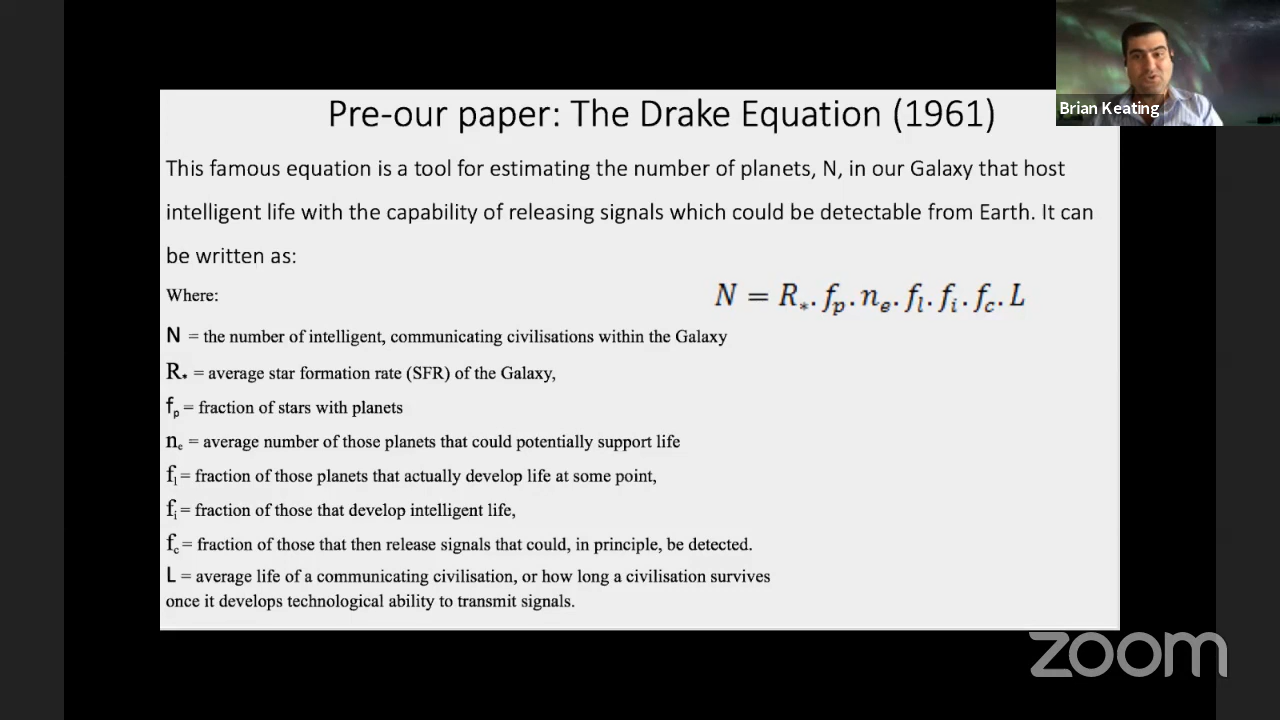 Brian Keating
Pre-our paper: The Drake Equation (1961)
This famous equation is a tool for estimating the number of planets, N, in our Galaxy that host
intelligent life with the capability of releasing signals which could be detectable from Earth. It can
be written as:
Where:
N = R*. fp. ne. fl. fi. fc. L
N = the number of intelligent, communicating civilisations within the Galaxy
R* = average star formation rate (SFR) of the Galaxy,
fp = fraction of stars with planets
ne = average number of those planets that could potentially support life
fl = fraction of those planets that actually develop life at some point,
fi = fraction of those that develop intelligent life,
fc = fraction of those that then release signals that could, in principle, be detected.
L = average life of a communicating civilisation, or how long a civilisation survives
once it develops technological ability to transmit signals.
zoom